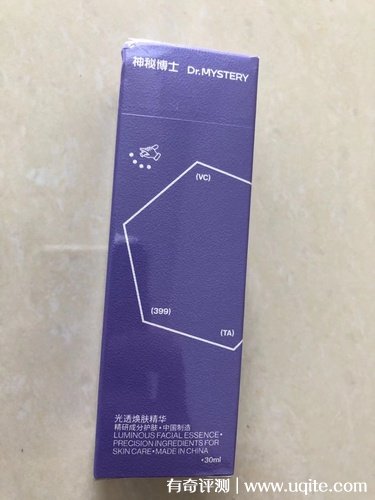 神秘博士 Dr.MYSTERY
(VC)
(399)
(TA)
光透焕肤精华
精研成分护肤·中国制造
LUMINOUS FACIAL ESSENCE·
PRECISION INGREDIENTS FOR
SKIN CARE·MADE IN CHINA
·30ml
有奇评测 | www.uqite.com